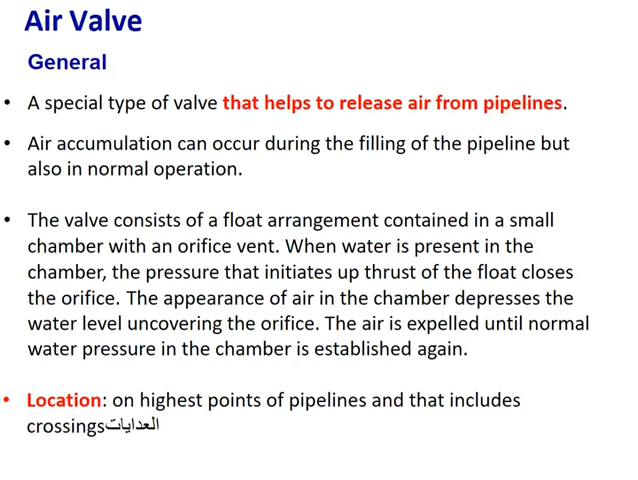 Air Valve
General
• A special type of valve that helps to release air from pipelines.
• Air accumulation can occur during the filling of the pipeline but
also in normal operation.
• The valve consists of a float arrangement contained in a small
chamber with an orifice vent. When water is present in the
chamber, the pressure that initiates up thrust of the float closes
the orifice. The appearance of air in the chamber depresses the
water level uncovering the orifice. The air is expelled until normal
water pressure in the chamber is established again.
• Location: on highest points of pipelines and that includes
crossingsالعدايات